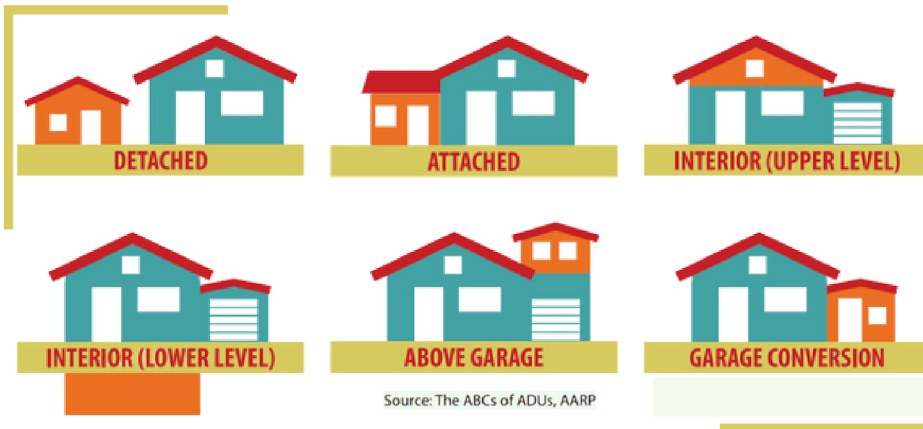 DETACHED
ATTACHED
INTERIOR (UPPER LEVEL)
INTERIOR (LOWER LEVEL)
ABOVE GARAGE
GARAGE CONVERSION
Source: The ABCs of ADUs, AARP